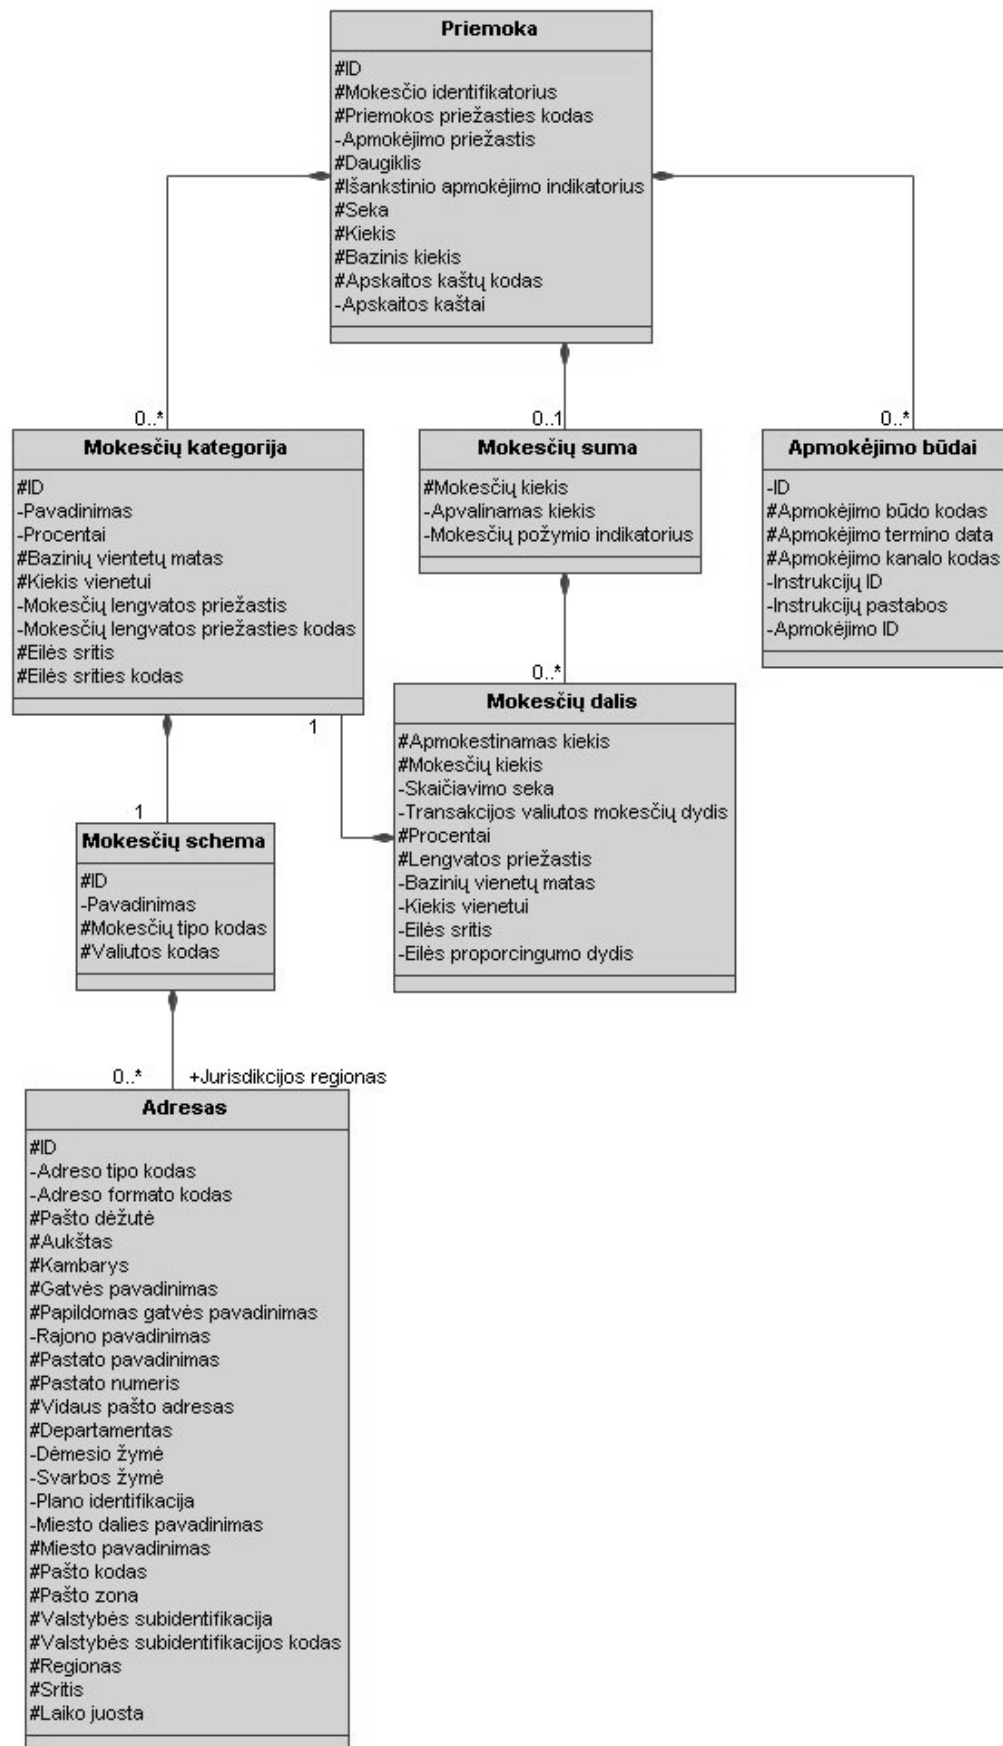 Priemoka
#ID
#Mokesčio identifikatorius
#Priemokos priežasties kodas
-Apmokėjimo priežastis
#Daugiklis
#Išankstinio apmokėjimo indikatorius
#Seka
#Kiekis
#Bazinis kiekis
#Apskaitos kaštų kodas
-Apskaitos kaštai
0..*
0..1
0..*
Mokesčių kategorija
#ID
-Pavadinimas
-Procentai
#Bazinių vientetų matas
#Kiekis vienetui
-Mokesčių lengvatos priežastis
-Mokesčių lengvatos priežasties kodas
#Eilės sritis
#Eilės srities kodas
Mokesčių suma
#Mokesčių kiekis
-Apvalinamas kiekis
-Mokesčių požymio indikatorius
Apmokėjimo būdai
-ID
#Apmokėjimo būdo kodas
#Apmokėjimo termino data
#Apmokėjimo kanalo kodas
-Instrukcijų ID
-Instrukcijų pastabos
-Apmokėjimo ID
0..*
1
Mokesčių dalis
#Apmokestinamas kiekis
#Mokesčių kiekis
-Skaičiavimo seka
-Transakcijos valiutos mokesčių dydis
#Procentai
#Lengvatos priežastis
-Bazinių vienetų matas
-Kiekis vienetui
-Eilės sritis
-Eilės proporcingumo dydis
1
Mokesčių schema
#ID
-Pavadinimas
#Mokesčių tipo kodas
#Valiutos kodas
0..* +Jurisdikcijos regionas
Adresas
#ID
-Adreso tipo kodas
-Adreso formato kodas
#Pašto dėžutė
#Aukštas
#Kambarys
#Gatvės pavadinimas
#Papildomas gatvės pavadinimas
-Rajono pavadinimas
#Pastato pavadinimas
#Pastato numeris
#Vidaus pašto adresas
#Departamentas
-Dėmesio žymė
-Svarbos žymė
-Plano identifikacija
-Miesto dalies pavadinimas
#Miesto pavadinimas
#Pašto kodas
#Pašto zona
#Valstybės subidentifikacija
#Valstybės subidentifikacijos kodas
#Regionas
#Sritis
#Laiko juosta